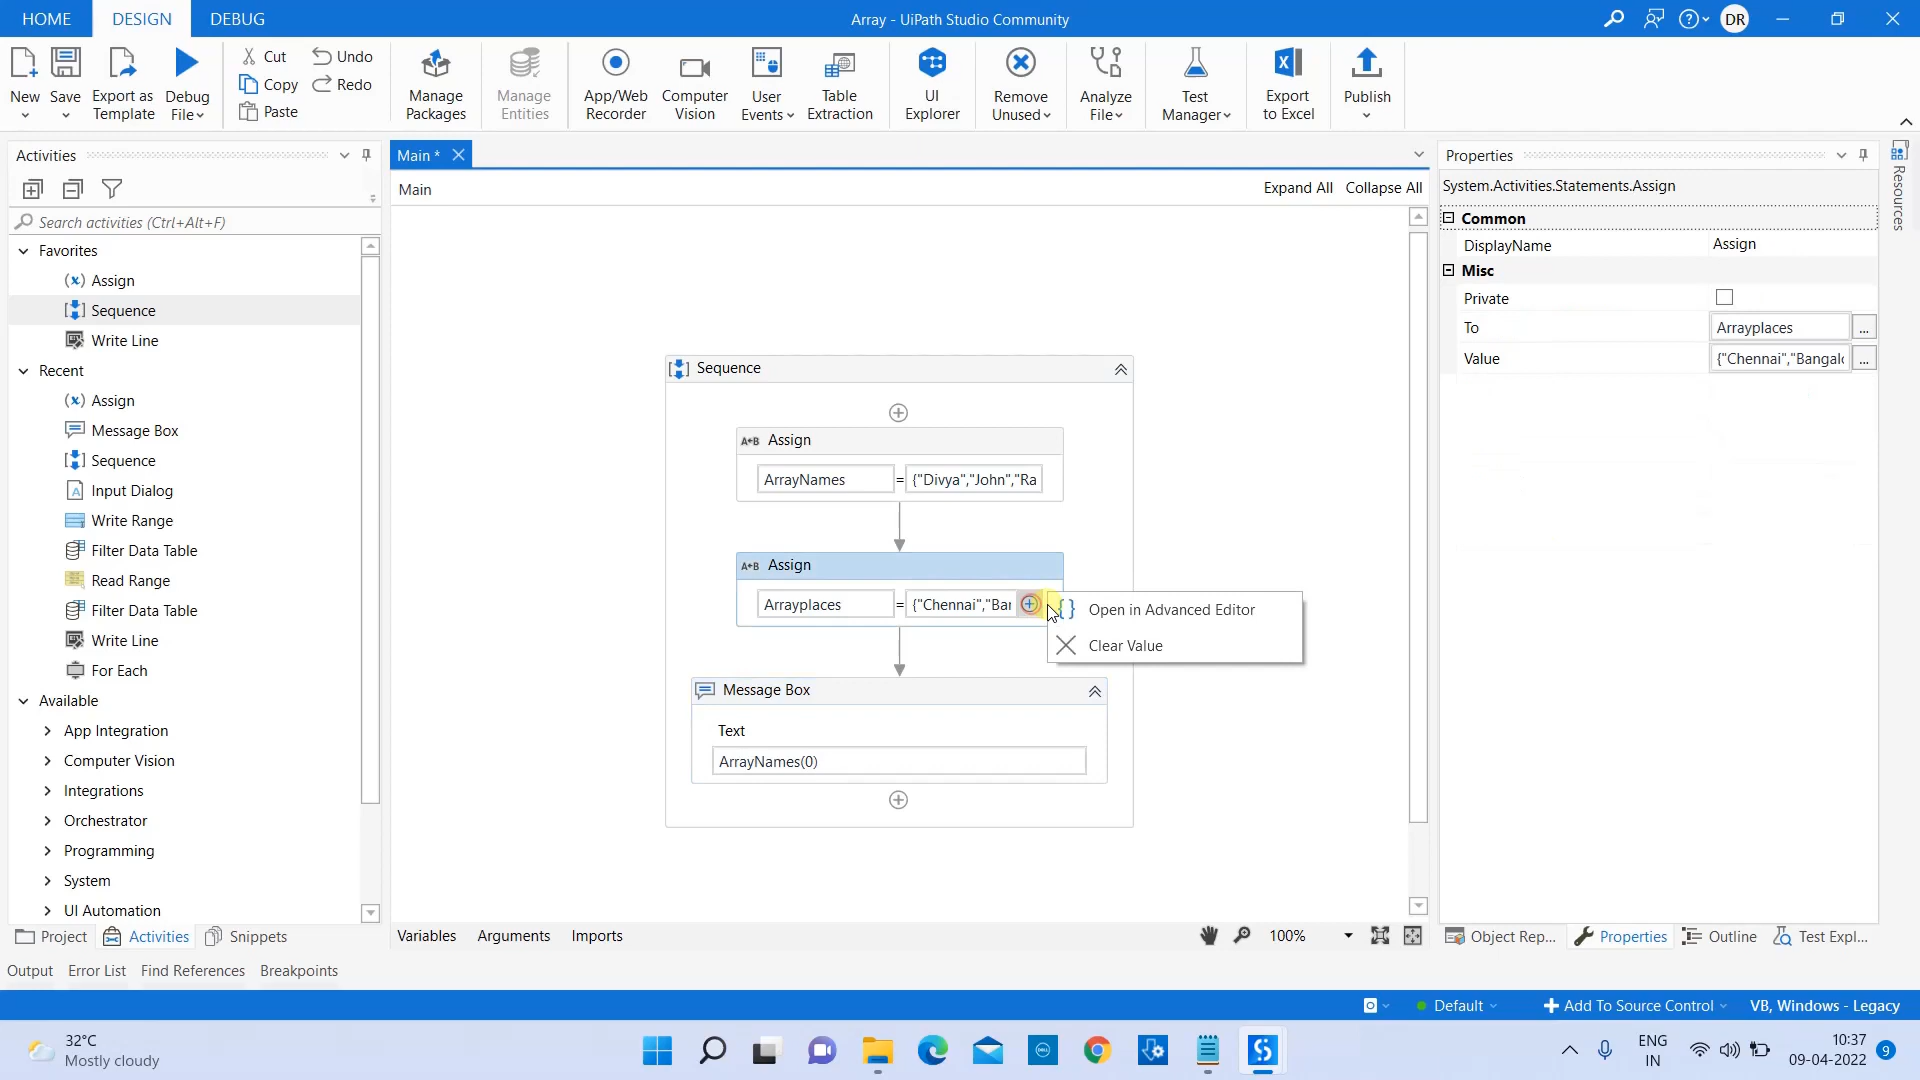 HOME DESIGN DEBUG
Array - UiPath Studio Community
DR
New
Save
Export as Template
Debug File
Cut
Copy
Paste
Undo
Redo
Manage Packages
Manage Entities
App/Web Recorder
Computer Vision
User Events
Table Extraction
UI Explorer
Remove Unused
Analyze File
Test Manager
Export to Excel
Publish
Activities
Search activities (Ctrl+Alt+F)
Favorites
Assign
Sequence
Write Line
Recent
Assign
Message Box
Sequence
Input Dialog
Write Range
Filter Data Table
Read Range
Filter Data Table
Write Line
For Each
Available
App Integration
Computer Vision
Integrations
Orchestrator
Programming
System
UI Automation
Project Activities Snippets
Main *
Main
Expand All Collapse All
Sequence
A+B Assign
ArrayNames = {"Divya","John","Ra
A+B Assign
Arrayplaces = {"Chennai","Bar
Open in Advanced Editor
Clear Value
Message Box
Text
ArrayNames(0)
Variables Arguments Imports
100%
Properties
System.Activities.Statements.Assign
Common
DisplayName Assign
Misc
Private
To Arrayplaces ...
Value {"Chennai","Bangalo ...
Resources
Object Rep... Properties Outline Test Expl...
Output Error List Find References Breakpoints
Default
Add To Source Control
VB, Windows - Legacy
32°C
Mostly cloudy
ENG
IN
10:37
09-04-2022
9